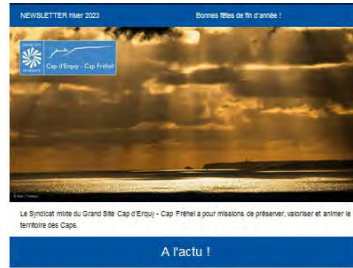 NEWSLETTER hiver 2023
Bonnes fêtes de fin d'année !
Cap d'Erquy - Cap Fréhel
Le Syndicat mixte du Grand Site Cap d'Erquy - Cap Fréhel a pour missions de préserver, valoriser et animer le
territoire des Caps.
A l'actu !